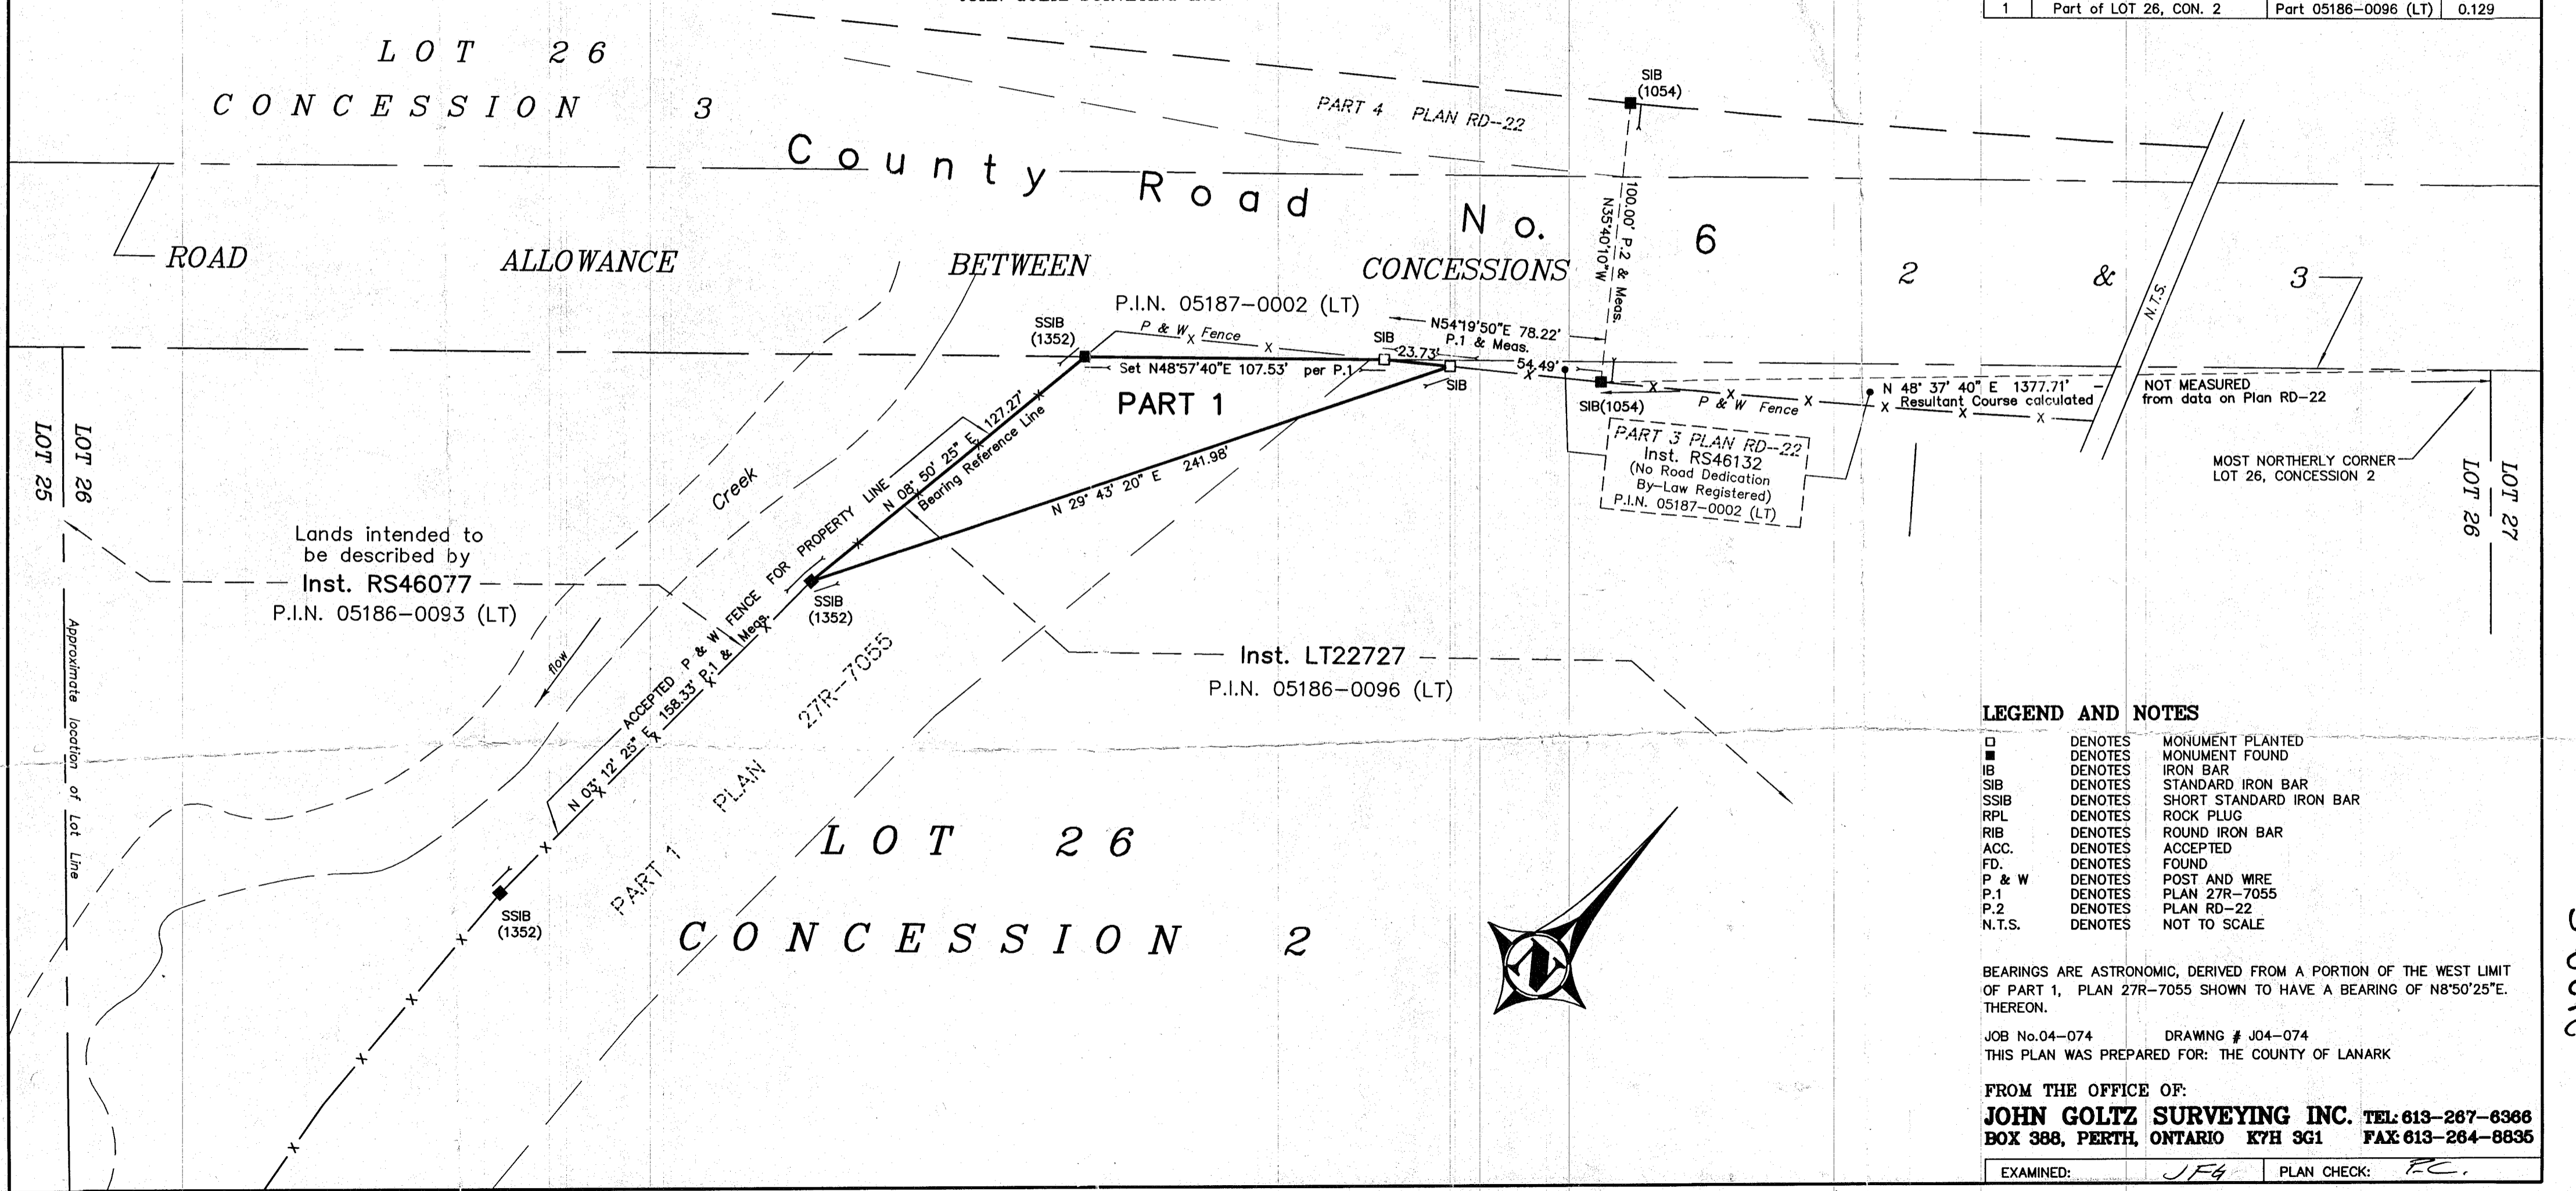 1 Part of LOT 26, CON. 2 Part 05186-0096 (LT) 0.129
LOT 26
CONCESSION 3
SIB
(1054)
PART 4 PLAN RD--22
County Road No. 6
100.00' P.2 & Meas.
N35°40'10"W
ROAD ALLOWANCE BETWEEN CONCESSIONS 2 & 3
N.T.S.
P.I.N. 05187-0002 (LT)
SSIB
(1352)
P & W Fence
SIB
N54°19'50"E 78.22'
P.1 & Meas.
23.73'
54.49'
Set N48°57'40"E 107.53' per P.1
SIB
SIB(1054)
P & W Fence
N 48° 37' 40" E 1377.71'
Resultant Course calculated
NOT MEASURED
from data on Plan RD-22
PART 1
N 08° 50' 25" E 127.27'
Bearing Reference Line
N 29° 43' 20" E 241.98'
PART 3 PLAN RD--22
Inst. RS46132
(No Road Dedication
By-Law Registered)
P.I.N. 05187-0002 (LT)
MOST NORTHERLY CORNER
LOT 26, CONCESSION 2
LOT 27
LOT 26
LOT 26
LOT 25
Creek
Lands intended to
be described by
Inst. RS46077
P.I.N. 05186-0093 (LT)
ACCEPTED P & W FENCE FOR PROPERTY LINE
SSIB
(1352)
flow
N 03° 12' 25" E 158.33' P.1 & Meas.
Approximate location of Lot Line
Inst. LT22727
P.I.N. 05186-0096 (LT)
PART 1 PLAN 27R--7055
LOT 26
CONCESSION 2
SSIB
(1352)
N
LEGEND AND NOTES
□ DENOTES MONUMENT PLANTED
■ DENOTES MONUMENT FOUND
IB DENOTES IRON BAR
SIB DENOTES STANDARD IRON BAR
SSIB DENOTES SHORT STANDARD IRON BAR
RPL DENOTES ROCK PLUG
RIB DENOTES ROUND IRON BAR
ACC. DENOTES ACCEPTED
FD. DENOTES FOUND
P & W DENOTES POST AND WIRE
P.1 DENOTES PLAN 27R-7055
P.2 DENOTES PLAN RD-22
N.T.S. DENOTES NOT TO SCALE
BEARINGS ARE ASTRONOMIC, DERIVED FROM A PORTION OF THE WEST LIMIT
OF PART 1, PLAN 27R-7055 SHOWN TO HAVE A BEARING OF N8°50'25"E.
THEREON.
JOB No.04-074 DRAWING # J04-074
THIS PLAN WAS PREPARED FOR: THE COUNTY OF LANARK
FROM THE OFFICE OF:
JOHN GOLTZ SURVEYING INC. TEL: 613-267-6366
BOX 388, PERTH, ONTARIO K7H 3G1 FAX: 613-264-8835
EXAMINED: JFG PLAN CHECK: P.C.